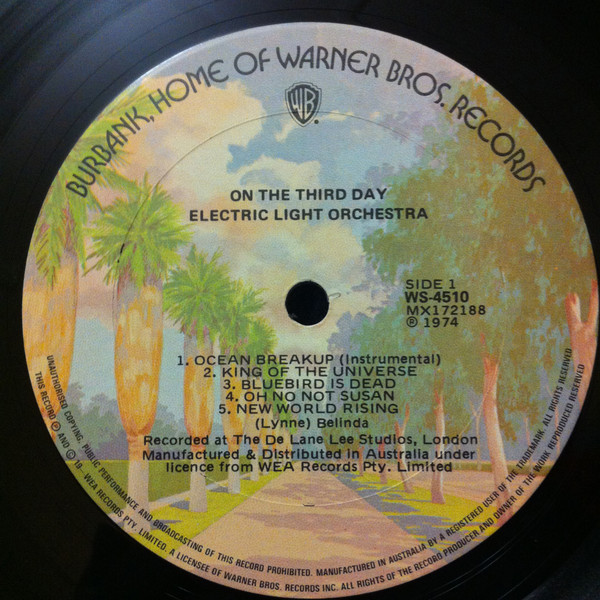 BURBANK, HOME OF WARNER BROS. RECORDS
WB
ON THE THIRD DAY
ELECTRIC LIGHT ORCHESTRA
SIDE 1
WS-4510
MX172188
℗ 1974
1. OCEAN BREAKUP (Instrumental)
2. KING OF THE UNIVERSE
3. BLUEBIRD IS DEAD
4. OH NO NOT SUSAN
5. NEW WORLD RISING
(Lynne) Belinda
Recorded at The De Lane Lee Studios, London
Manufactured & Distributed in Australia under
licence from WEA Records Pty. Limited
UNAUTHORISED COPYING, PUBLIC PERFORMANCE AND BROADCASTING OF THIS RECORD PROHIBITED. MANUFACTURED IN AUSTRALIA BY A REGISTERED USER OF THE TRADEMARK. ALL RIGHTS RESERVED
THIS RECORD ℗ AND © 19—WEA RECORDS PTY. LIMITED. A LICENSEE OF WARNER BROS. RECORDS INC. ALL RIGHTS OF THE RECORD PRODUCER AND OWNER OF THE WORK REPRODUCED RESERVED